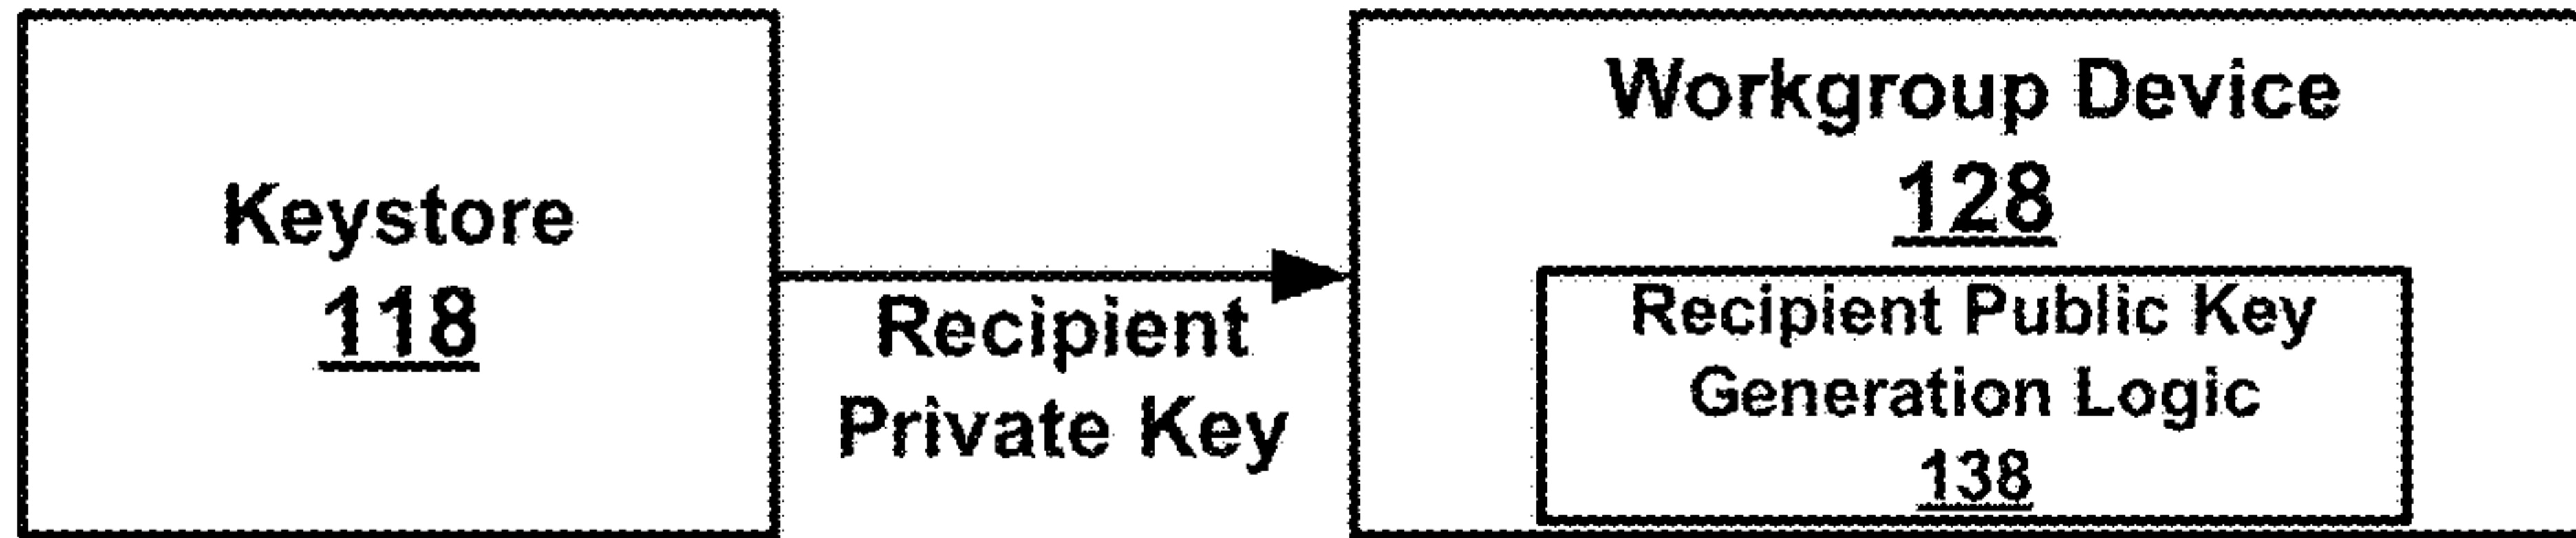 Keystore
118
Recipient
Private Key
Workgroup Device
128
Recipient Public Key
Generation Logic
138